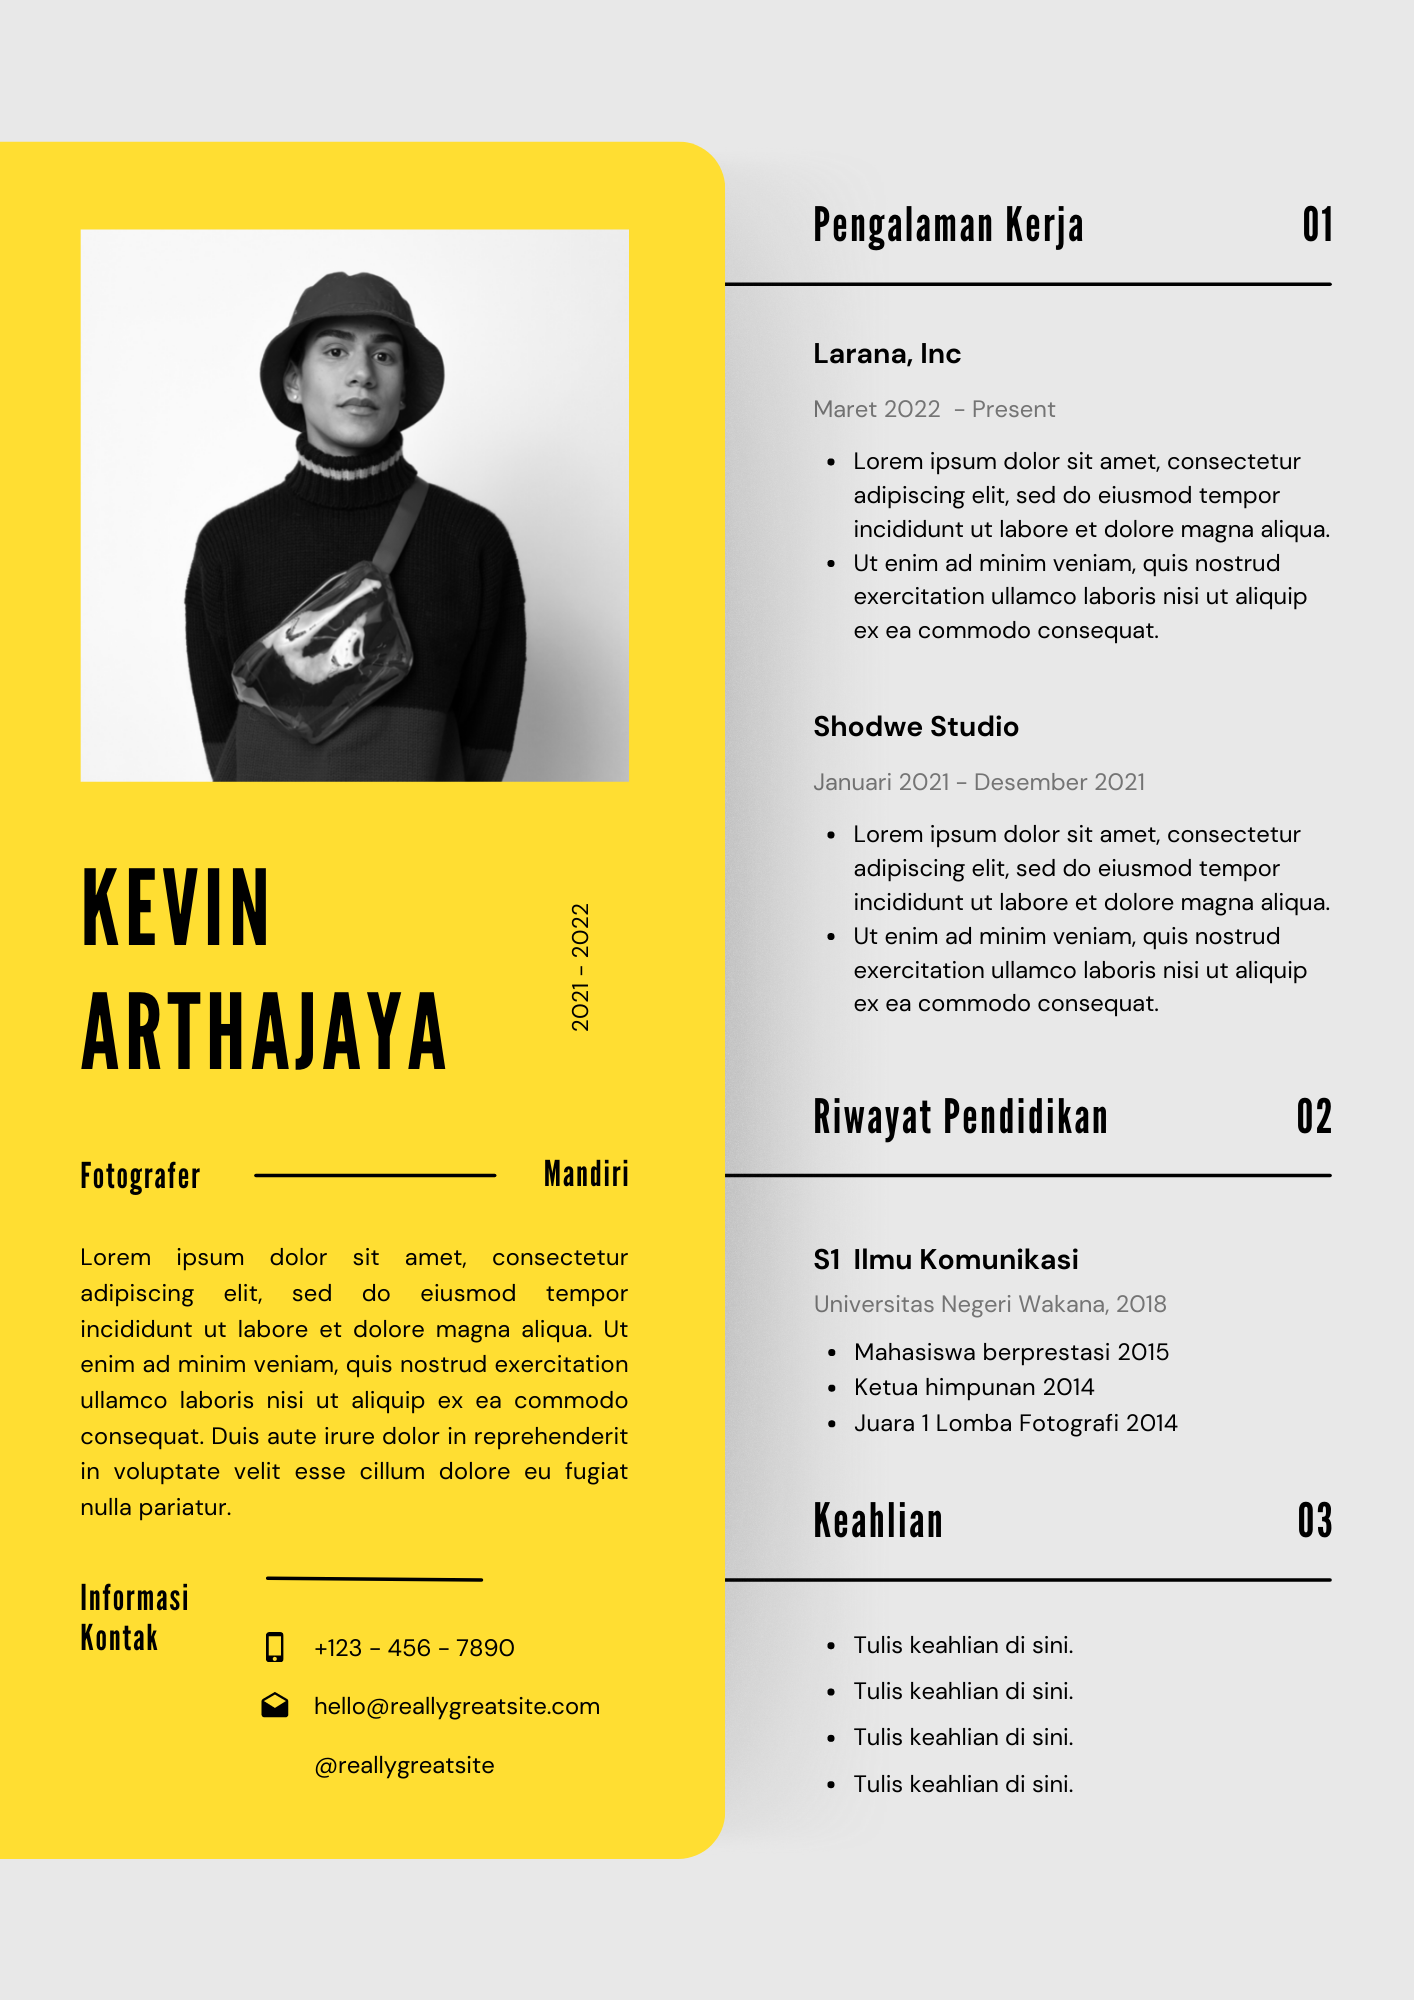 KEVIN
ARTHAJAYA
2021 - 2022
Fotografer
Mandiri
Lorem ipsum dolor sit amet, consectetur
adipiscing elit, sed do eiusmod tempor
incididunt ut labore et dolore magna aliqua. Ut
enim ad minim veniam, quis nostrud exercitation
ullamco laboris nisi ut aliquip ex ea commodo
consequat. Duis aute irure dolor in reprehenderit
in voluptate velit esse cillum dolore eu fugiat
nulla pariatur.
Informasi
Kontak
+123 - 456 - 7890
hello@reallygreatsite.com
@reallygreatsite
Pengalaman Kerja 01
Larana, Inc
Maret 2022 - Present
• Lorem ipsum dolor sit amet, consectetur
adipiscing elit, sed do eiusmod tempor
incididunt ut labore et dolore magna aliqua.
• Ut enim ad minim veniam, quis nostrud
exercitation ullamco laboris nisi ut aliquip
ex ea commodo consequat.
Shodwe Studio
Januari 2021 - Desember 2021
• Lorem ipsum dolor sit amet, consectetur
adipiscing elit, sed do eiusmod tempor
incididunt ut labore et dolore magna aliqua.
• Ut enim ad minim veniam, quis nostrud
exercitation ullamco laboris nisi ut aliquip
ex ea commodo consequat.
Riwayat Pendidikan 02
S1 Ilmu Komunikasi
Universitas Negeri Wakana, 2018
• Mahasiswa berprestasi 2015
• Ketua himpunan 2014
• Juara 1 Lomba Fotografi 2014
Keahlian 03
• Tulis keahlian di sini.
• Tulis keahlian di sini.
• Tulis keahlian di sini.
• Tulis keahlian di sini.